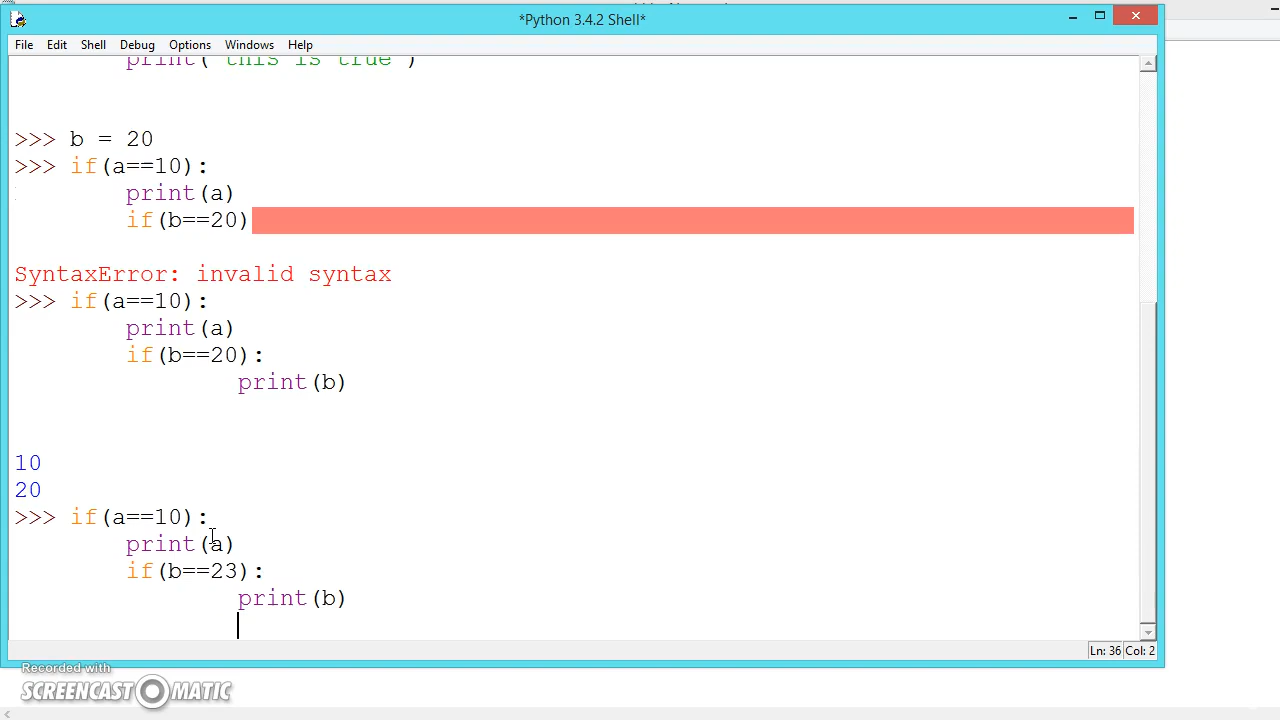 *Python 3.4.2 Shell*
File Edit Shell Debug Options Windows Help
print("this is true")
>>> b = 20
>>> if(a==10):
print(a)
if(b==20)
SyntaxError: invalid syntax
>>> if(a==10):
print(a)
if(b==20):
print(b)
10
20
>>> if(a==10):
print(a)
if(b==23):
print(b)
Ln: 36 Col: 2
Recorded with
SCREENCAST MATIC